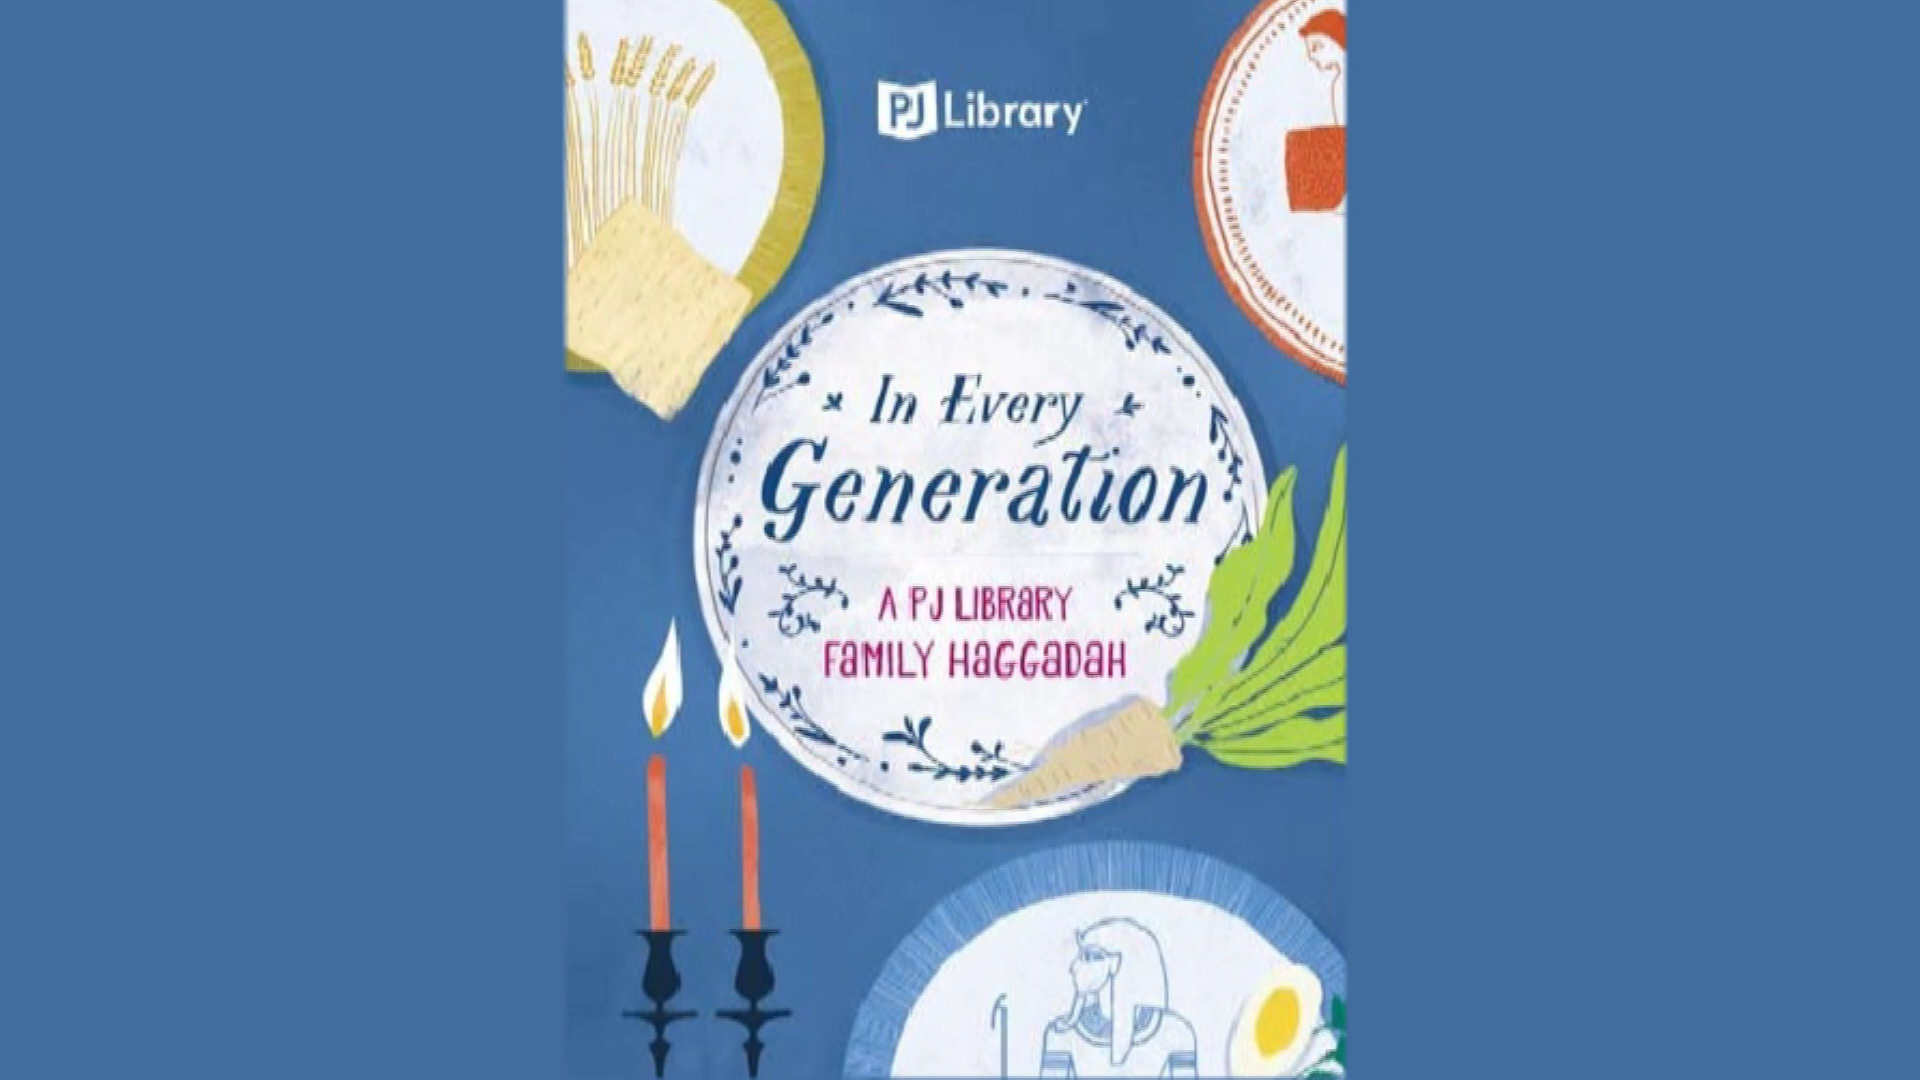 PJ Library
In Every
Generation
A PJ LIBRARY
FAMILY HAGGADAH